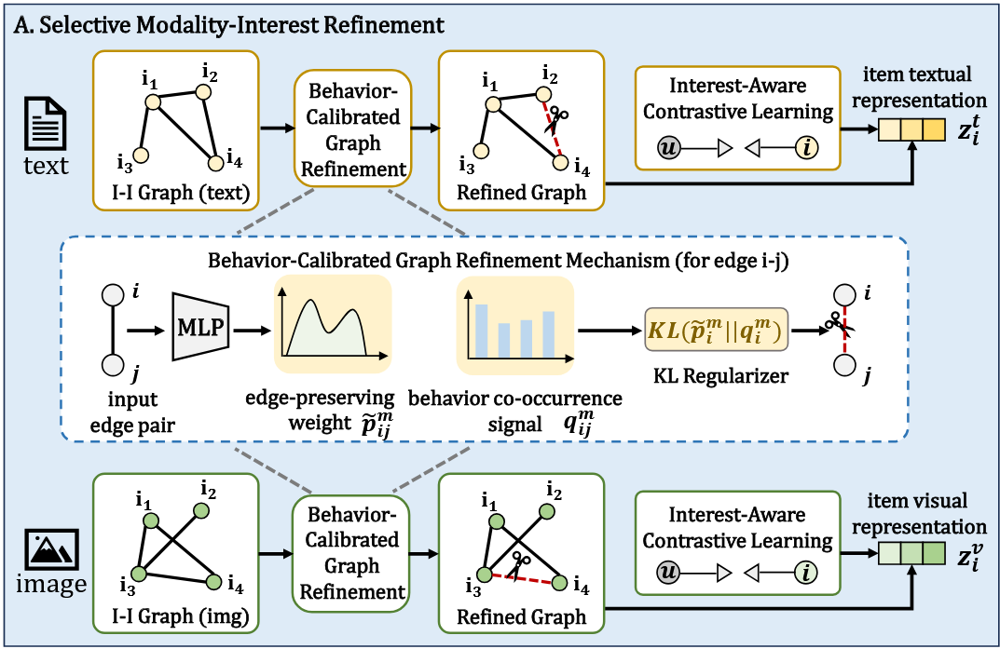 A. Selective Modality-Interest Refinement
text
i₁
i₂
i₃
i₄
I-I Graph (text)
Behavior-
Calibrated
Graph
Refinement
i₁
i₂
i₃
i₄
Refined Graph
Interest-Aware
Contrastive Learning
u
i
item textual
representation
z_i^t
Behavior-Calibrated Graph Refinement Mechanism (for edge i-j)
i
j
input
edge pair
MLP
edge-preserving
weight p̃_{ij}^m
behavior co-occurrence
signal q_{ij}^m
KL(p̃_i^m||q_i^m)
KL Regularizer
i
j
image
i₁
i₂
i₃
i₄
I-I Graph (img)
Behavior-
Calibrated
Graph
Refinement
i₁
i₂
i₃
i₄
Refined Graph
Interest-Aware
Contrastive Learning
u
i
item visual
representation
z_i^v